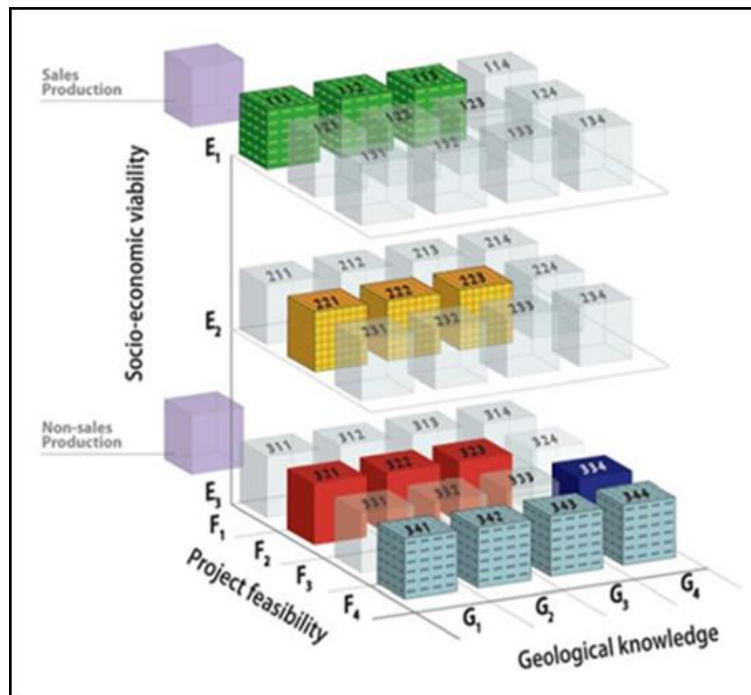 Sales
Production
Socio-economic viability
111
112
113
114
121
122
123
124
131
132
133
134
E1
211
212
213
214
221
222
223
224
231
232
233
234
E2
Non-sales
Production
311
312
313
314
321
322
323
324
331
332
333
334
341
342
343
344
E3
F1
F2
F3
F4
Project feasibility
G1
G2
G3
G4
Geological knowledge